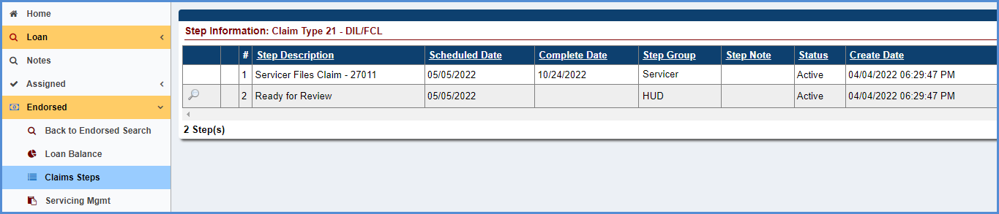 Home
Loan
Notes
Assigned
Endorsed
Back to Endorsed Search
Loan Balance
Claims Steps
Servicing Mgmt
Step Information: Claim Type 21 - DIL/FCL
# Step Description Scheduled Date Complete Date Step Group Step Note Status Create Date
1 Servicer Files Claim - 27011 05/05/2022 10/24/2022 Servicer Active 04/04/2022 06:29:47 PM
2 Ready for Review 05/05/2022 HUD Active 04/04/2022 06:29:47 PM
2 Step(s)